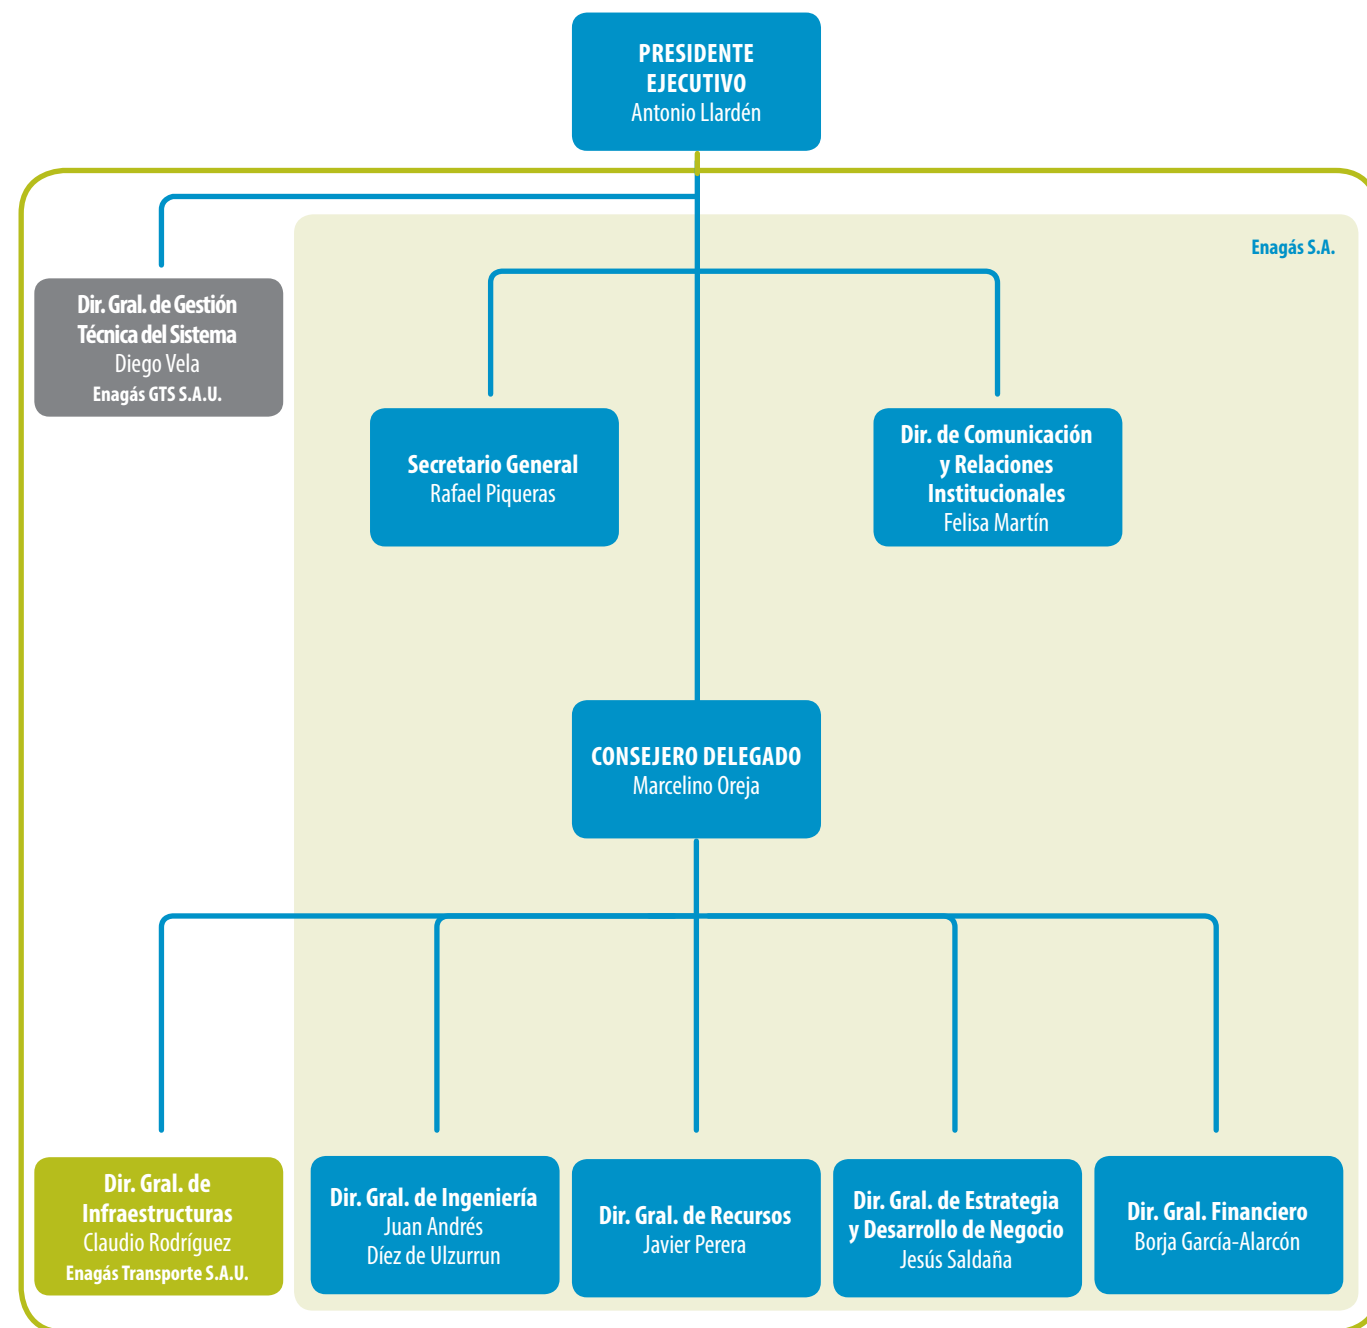 PRESIDENTE
EJECUTIVO
Antonio Llardén
Enagás S.A.
Dir. Gral. de Gestión
Técnica del Sistema
Diego Vela
Enagás GTS S.A.U.
Secretario General
Rafael Piqueras
Dir. de Comunicación
y Relaciones
Institucionales
Felisa Martín
CONSEJERO DELEGADO
Marcelino Oreja
Dir. Gral. de
Infraestructuras
Claudio Rodríguez
Enagás Transporte S.A.U.
Dir. Gral. de Ingeniería
Juan Andrés
Díez de Ulzurrun
Dir. Gral. de Recursos
Javier Perera
Dir. Gral. de Estrategia
y Desarrollo de Negocio
Jesús Saldaña
Dir. Gral. Financiero
Borja García-Alarcón